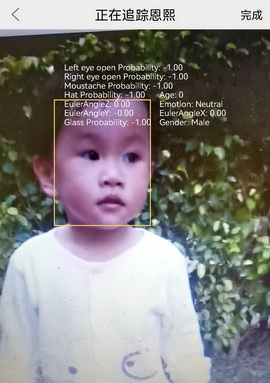 正在追踪恩熙
完成
Left eye open Probability: -1.00
Right eye open Probability: -1.00
Moustache Probability: -1.00
Hat Probability: -1.00 Age: 0
EulerAngleZ: 0.00 Emotion: Neutral
EulerAngleY: -0.00 EulerAngleX: 0.00
Glass Probability: -1.00 Gender: Male